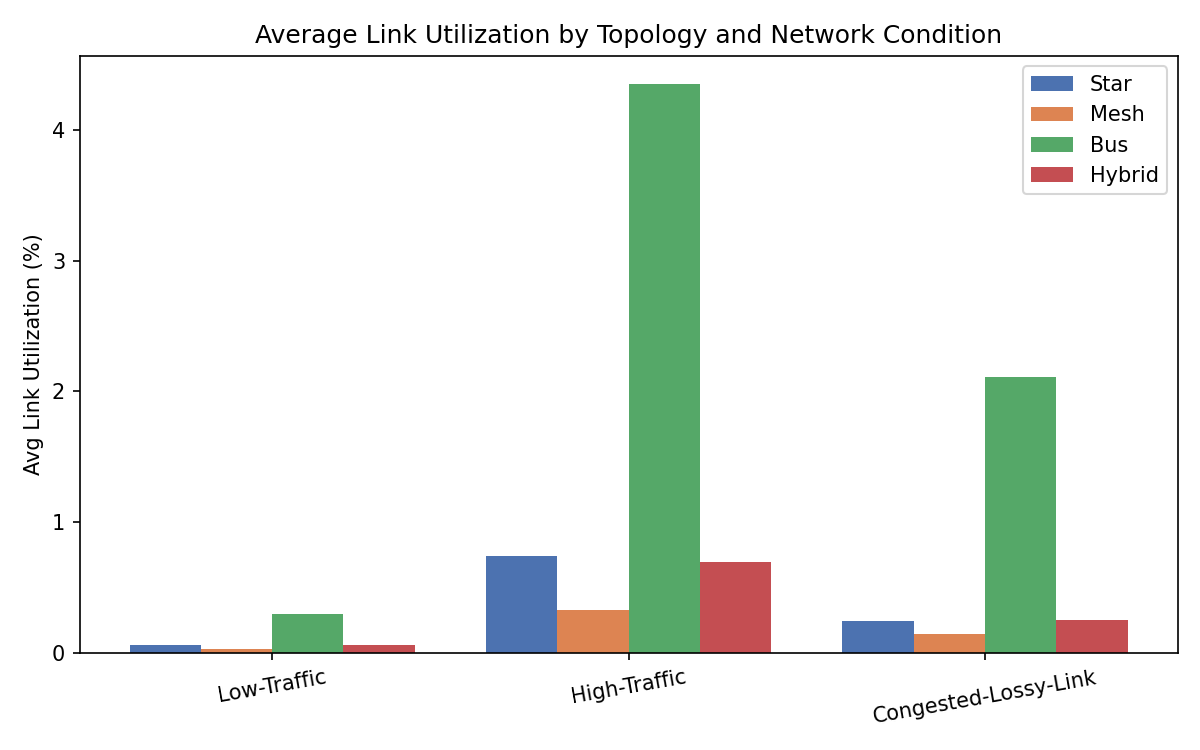 Average Link Utilization by Topology and Network Condition
Star
Mesh
Bus
Hybrid
Avg Link Utilization (%)
4
3
2
1
0
Low-Traffic
High-Traffic
Congested-Lossy-Link